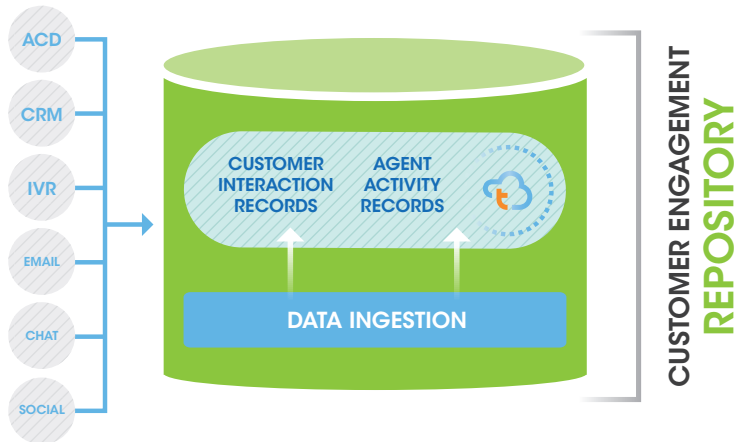 ACD
CRM
IVR
EMAIL
CHAT
SOCIAL
CUSTOMER
INTERACTION
RECORDS
AGENT
ACTIVITY
RECORDS
t
DATA INGESTION
CUSTOMER ENGAGEMENT
REPOSITORY